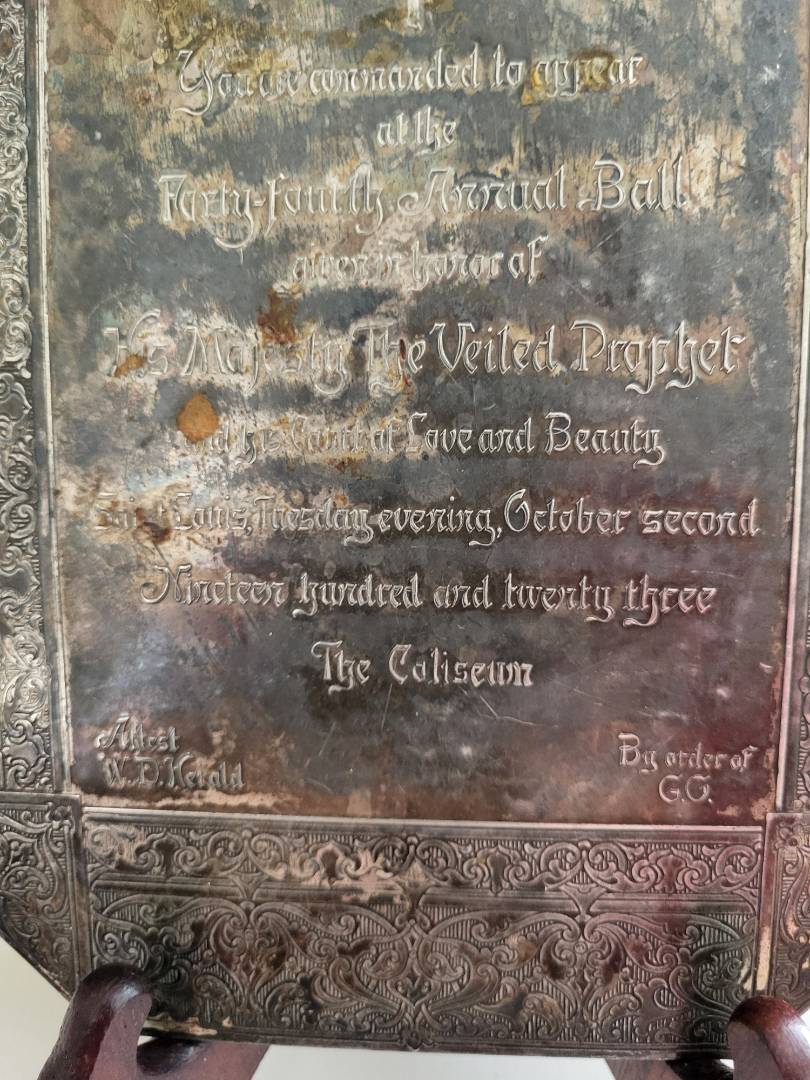 You are commanded to appear
at the
Forty-fourth Annual Ball
given in honor of
His Majesty The Veiled Prophet
and his Court of Love and Beauty
Saint Louis, Tuesday evening, October second
Nineteen hundred and twenty three
The Coliseum
Attest
W. D. Herald
By order of
G.O.